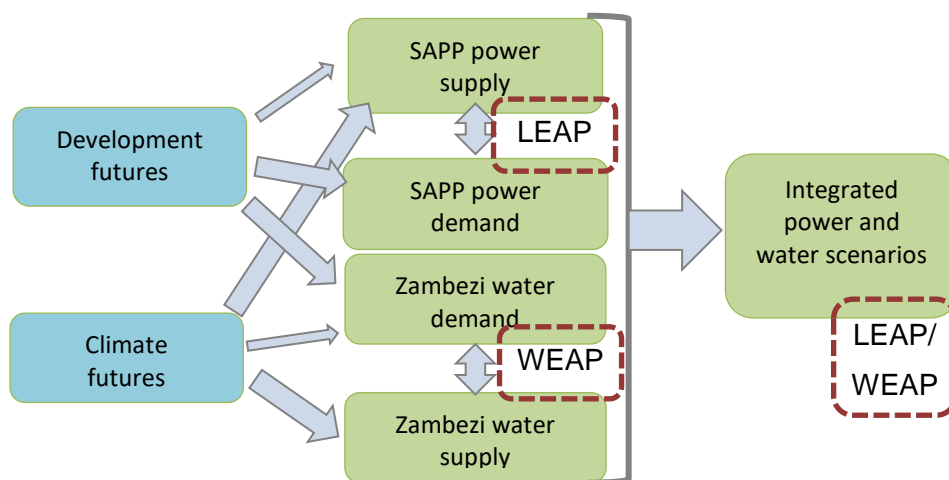 Development
futures
Climate
futures
SAPP power
supply
LEAP
SAPP power
demand
Zambezi water
demand
WEAP
Zambezi water
supply
Integrated
power and
water scenarios
LEAP/
WEAP